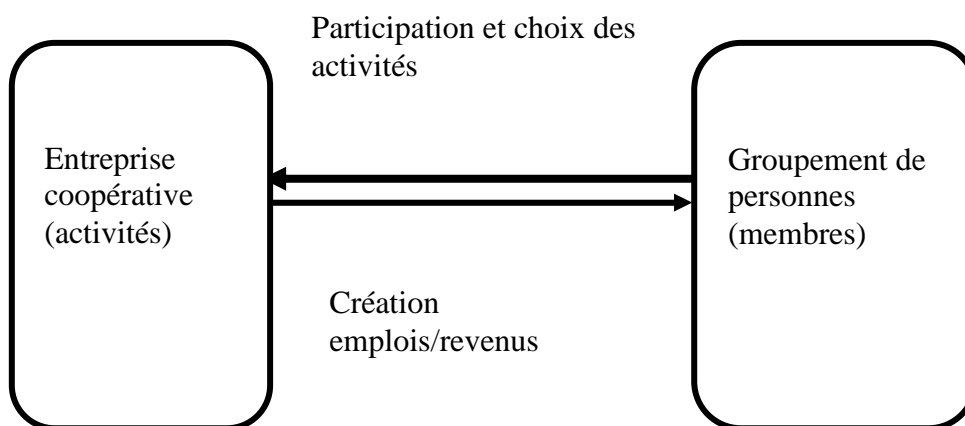 Participation et choix des
activités
Entreprise
coopérative
(activités)
Groupement de
personnes
(membres)
Création
emplois/revenus